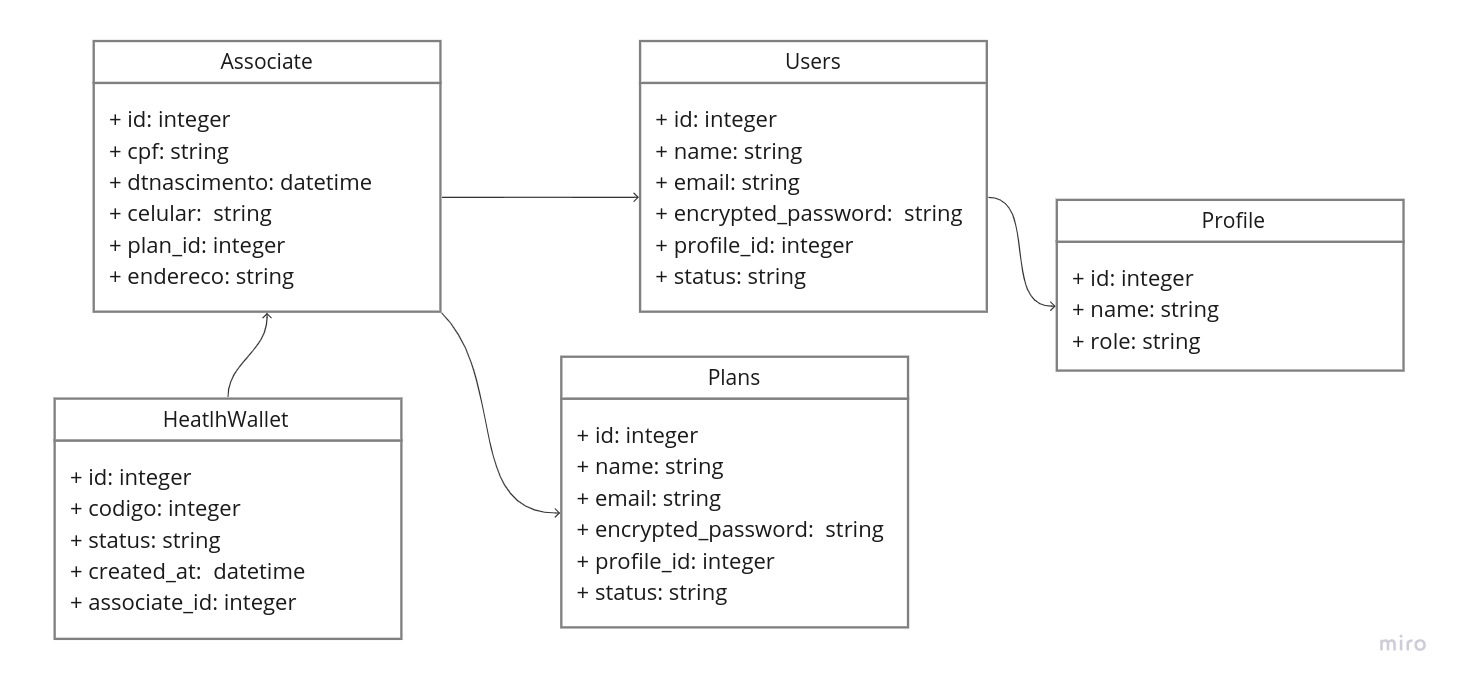 Associate
+ id: integer
+ cpf: string
+ dtnascimento: datetime
+ celular:  string
+ plan_id: integer
+ endereco: string
Users
+ id: integer
+ name: string
+ email: string
+ encrypted_password:  string
+ profile_id: integer
+ status: string
Profile
+ id: integer
+ name: string
+ role: string
HeatlhWallet
+ id: integer
+ codigo: integer
+ status: string
+ created_at:  datetime
+ associate_id: integer
Plans
+ id: integer
+ name: string
+ email: string
+ encrypted_password:  string
+ profile_id: integer
+ status: string
miro